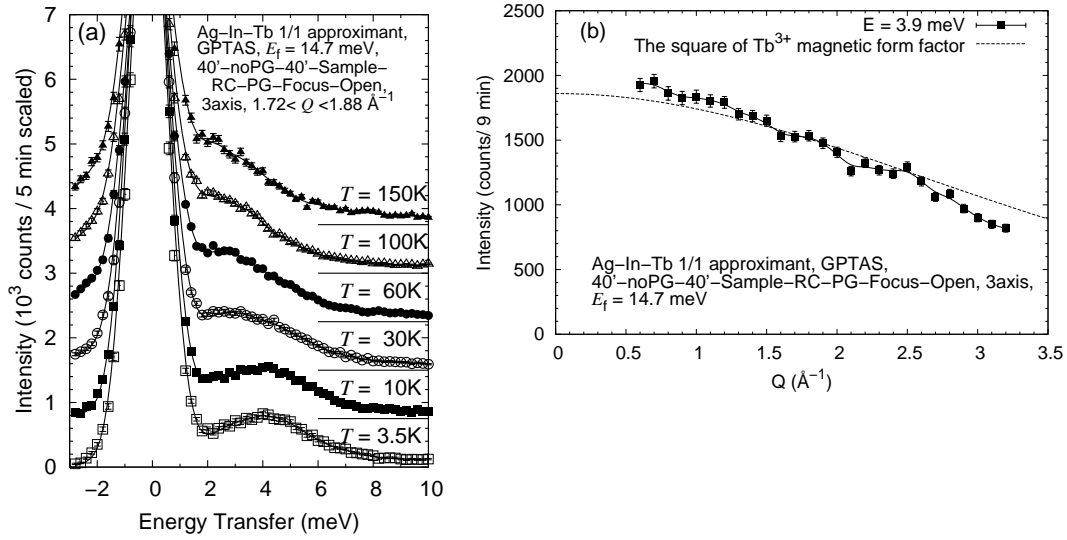 (a)
Ag–In–Tb 1/1 approximant,
GPTAS, Ef = 14.7 meV,
40'–noPG–40'–Sample–
RC–PG–Focus–Open,
3axis, 1.72< Q <1.88 Å⁻¹
T = 150K
T = 100K
T = 60K
T = 30K
T = 10K
T = 3.5K
Intensity (10³ counts / 5 min scaled)
7
6
5
4
3
2
1
0
−2 0 2 4 6 8 10
Energy Transfer (meV)
(b)
E = 3.9 meV
The square of Tb³⁺ magnetic form factor
Ag–In–Tb 1/1 approximant, GPTAS,
40'–noPG–40'–Sample–RC–PG–Focus–Open, 3axis,
Ef = 14.7 meV
Intensity (counts/ 9 min)
2500
2000
1500
1000
500
0
0 0.5 1 1.5 2 2.5 3 3.5
Q (Å⁻¹)